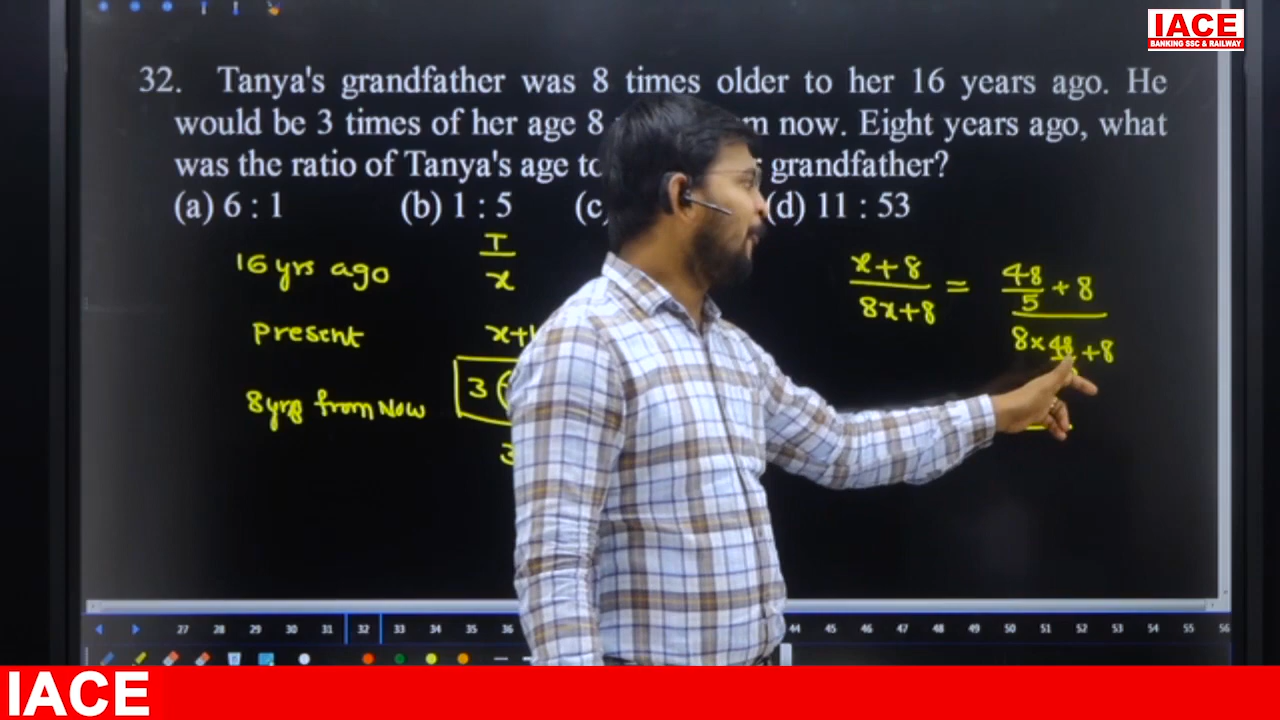 IACE
BANKING SSC & RAILWAY
32. Tanya's grandfather was 8 times older to her 16 years ago. He
would be 3 times of her age 8 m now. Eight years ago, what
was the ratio of Tanya's age to grandfather?
(a) 6 : 1 (b) 1 : 5 (c (d) 11 : 53
T
16 yrs ago x
Present x+1
8yrs from Now 3 (
3
x+8 / 8x+8 = 48/5 + 8 / 8x 48 +8
27 28 29 30 31 32 33 34 35 36 44 45 46 47 48 49 50 51 52 53 54 55 56
IACE